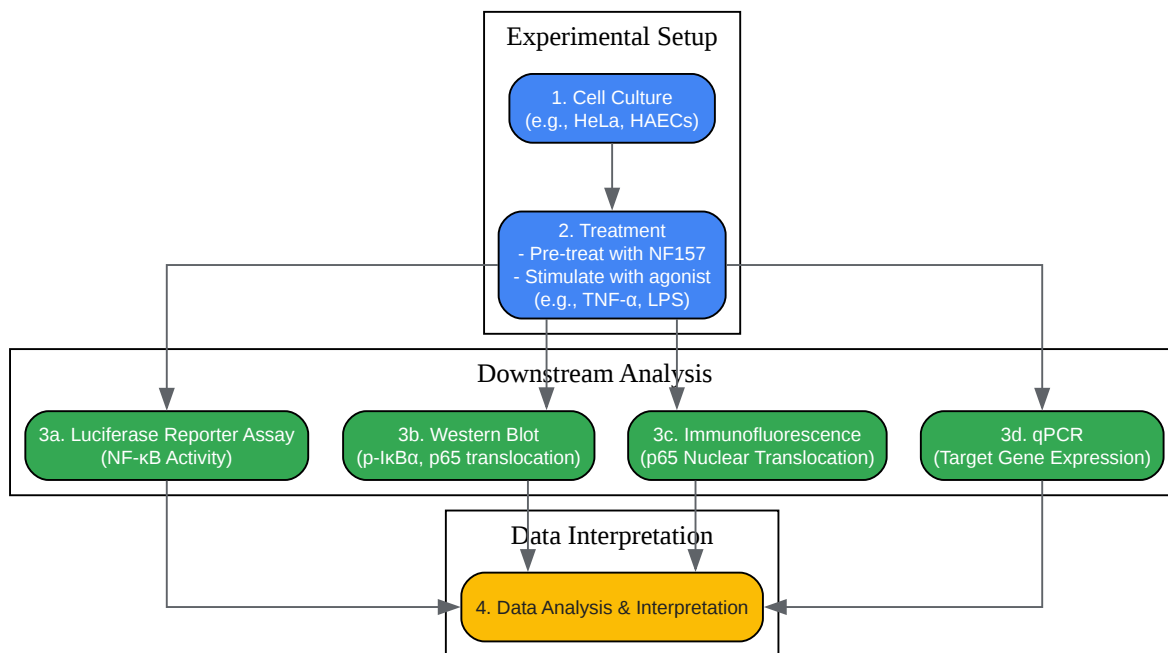 Experimental Setup
1. Cell Culture
(e.g., HeLa, HAECs)
2. Treatment
- Pre-treat with NF157
- Stimulate with agonist
(e.g., TNF-α, LPS)
Downstream Analysis
3a. Luciferase Reporter Assay
(NF-κB Activity)
3b. Western Blot
(p-IκBα, p65 translocation)
3c. Immunofluorescence
(p65 Nuclear Translocation)
3d. qPCR
(Target Gene Expression)
Data Interpretation
4. Data Analysis & Interpretation